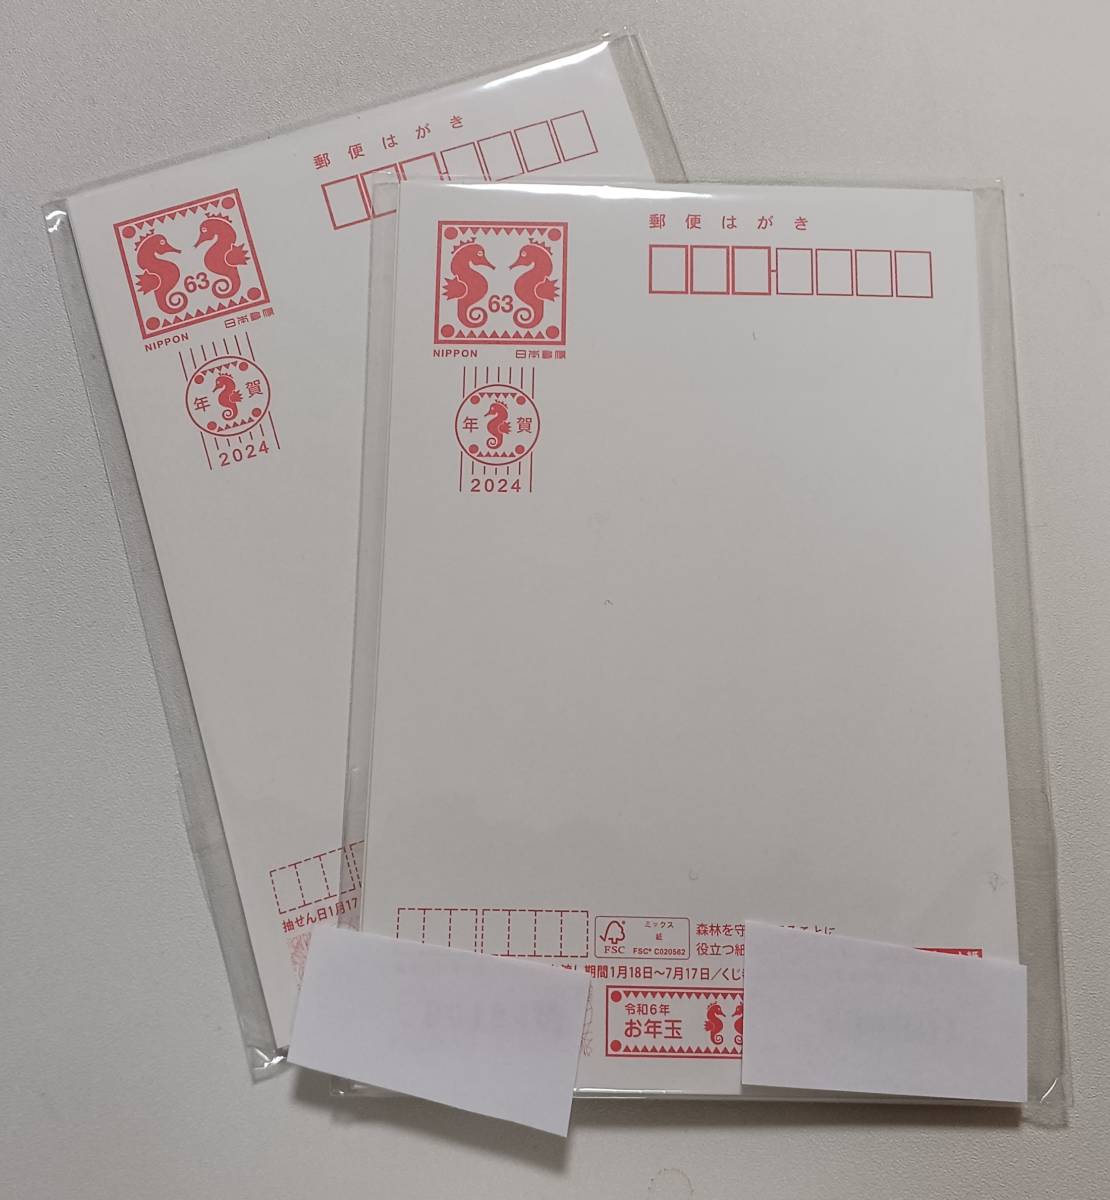 郵便はがき
63
NIPPON 日本郵便
年賀
2024
抽せん日1月17
郵便はがき
63
NIPPON 日本郵便
年賀
2024
ミックス
紙
FSC
FSC® C020562
森林を守
役立つ紙
期間1月18日〜7月17日／くじ
令和6年
お年玉